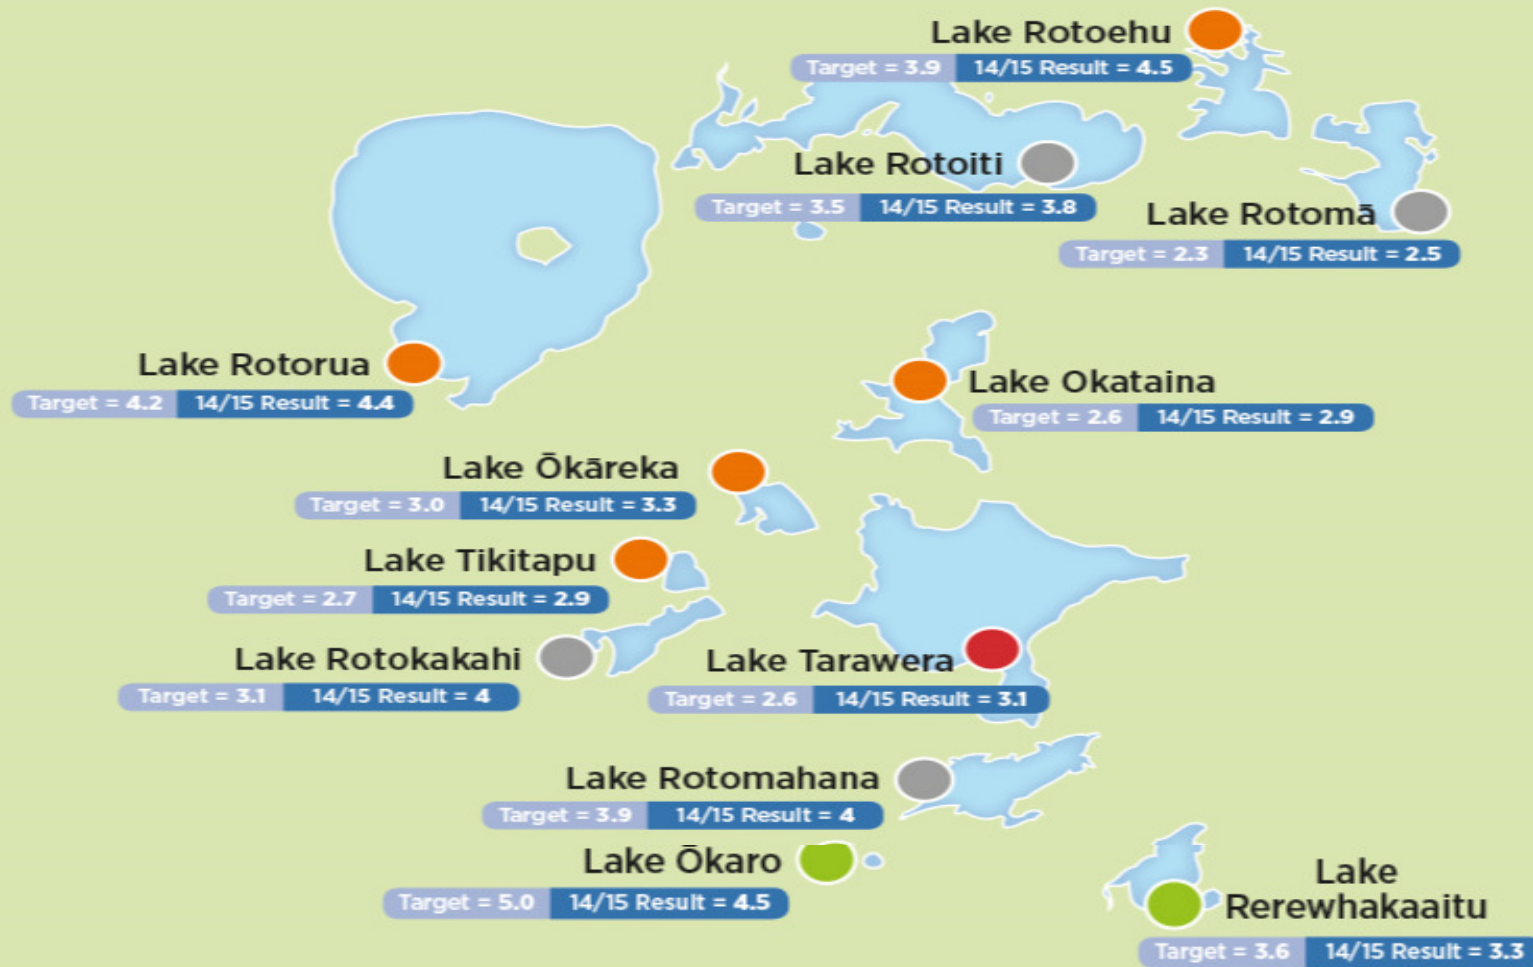 Lake Rotoehu
Target = 3.9 14/15 Result = 4.5
Lake Rotoiti
Target = 3.5 14/15 Result = 3.8
Lake Rotomā
Target = 2.3 14/15 Result = 2.5
Lake Rotorua
Target = 4.2 14/15 Result = 4.4
Lake Okataina
Target = 2.6 14/15 Result = 2.9
Lake Ōkāreka
Target = 3.0 14/15 Result = 3.3
Lake Tikitapu
Target = 2.7 14/15 Result = 2.9
Lake Rotokakahi
Target = 3.1 14/15 Result = 4
Lake Tarawera
Target = 2.6 14/15 Result = 3.1
Lake Rotomahana
Target = 3.9 14/15 Result = 4
Lake Ōkaro
Target = 5.0 14/15 Result = 4.5
Lake
Rerewhakaaitu
Target = 3.6 14/15 Result = 3.3